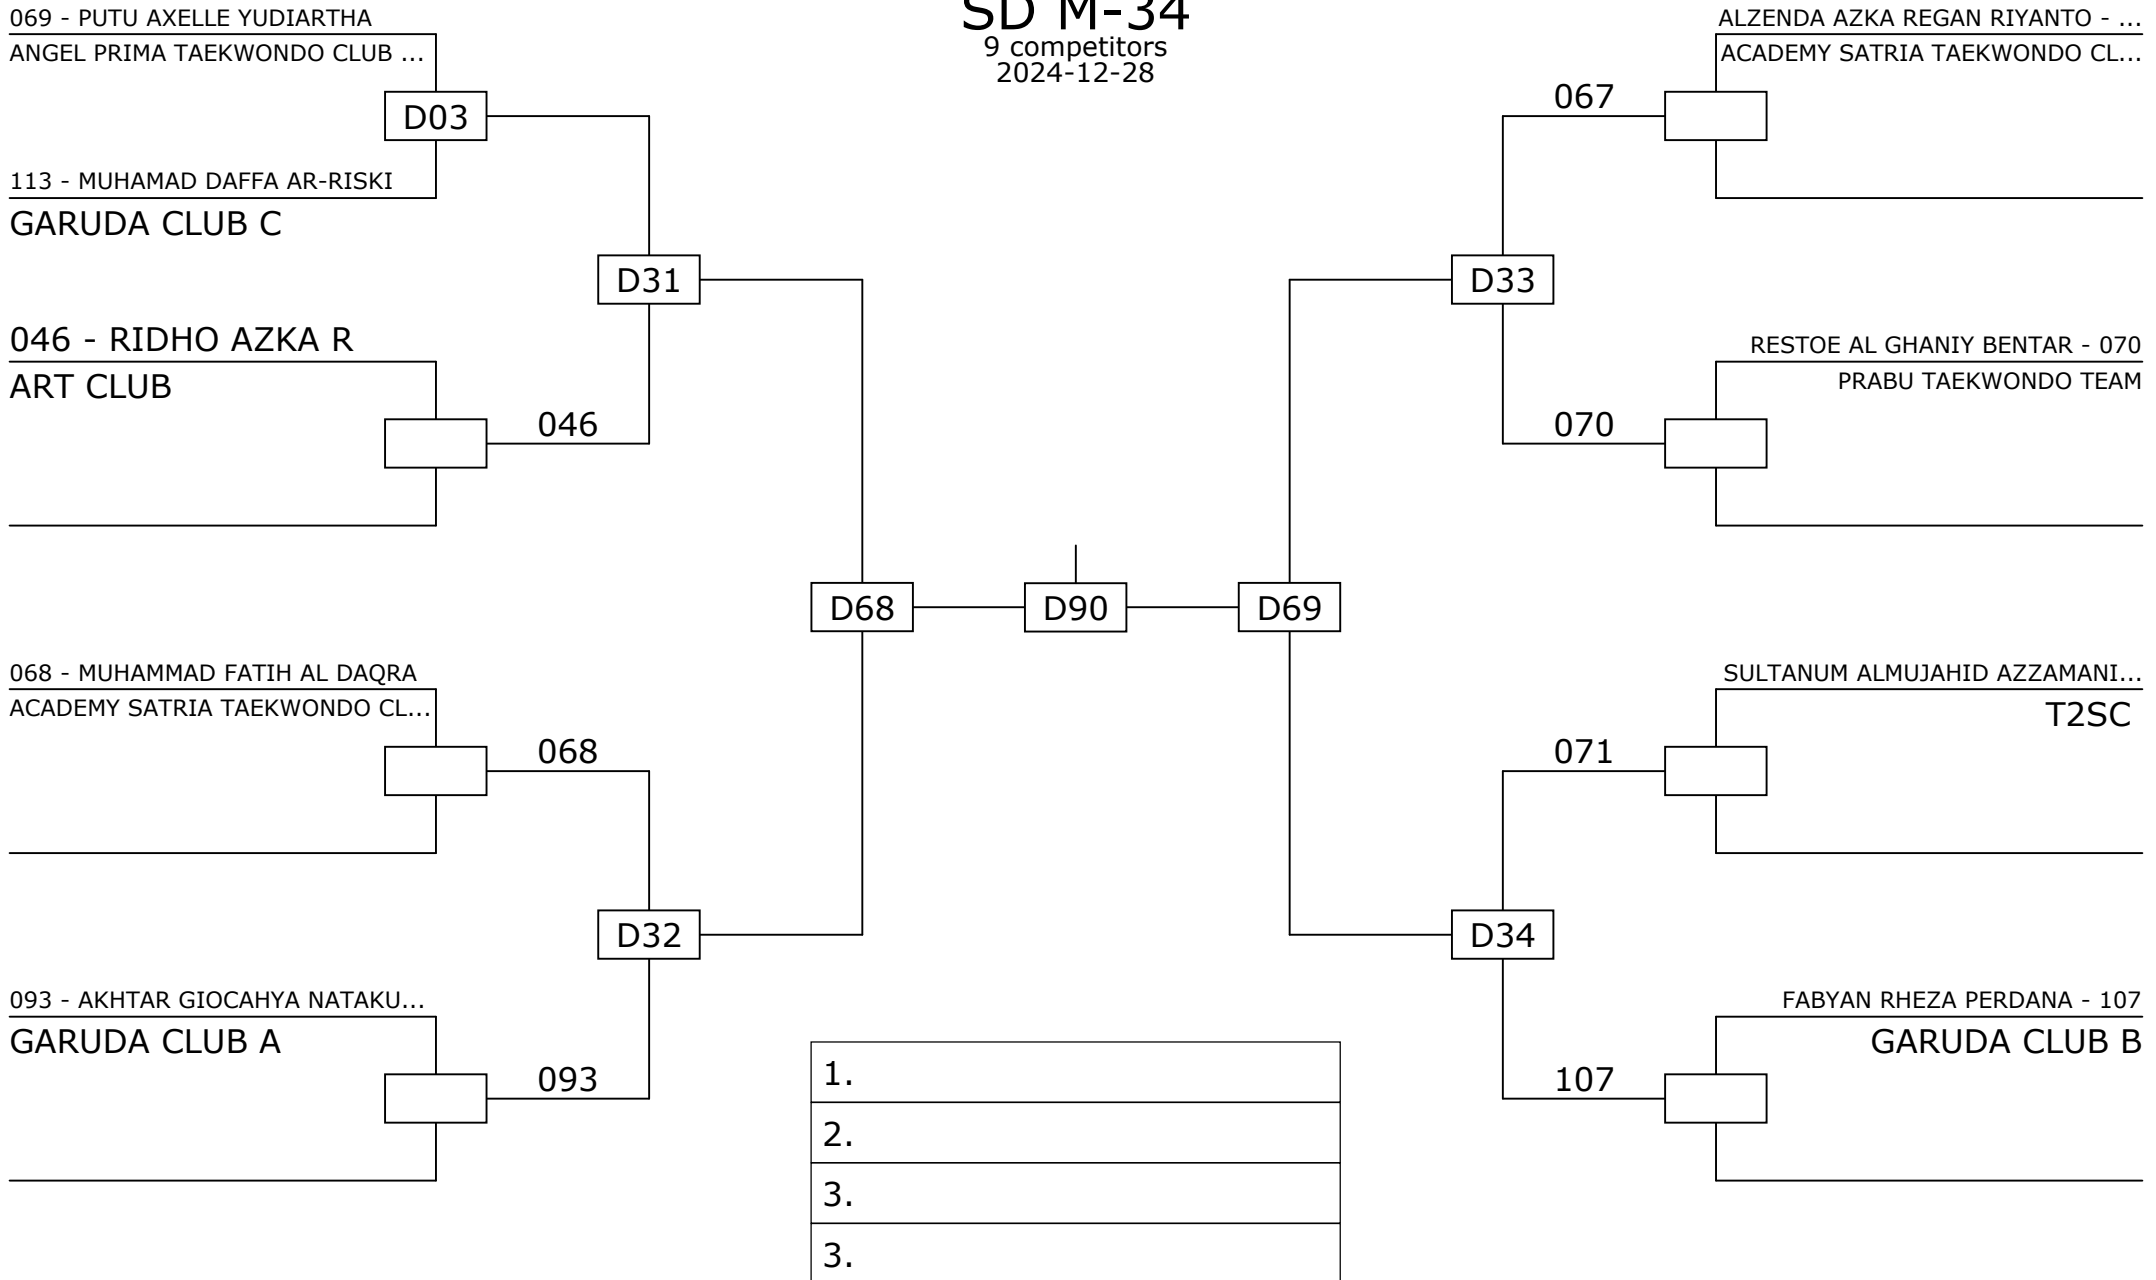 SD M-34
9 competitors
2024-12-28
069 - PUTU AXELLE YUDIARTHA
ANGEL PRIMA TAEKWONDO CLUB ...
D03
113 - MUHAMAD DAFFA AR-RISKI
GARUDA CLUB C
D31
046 - RIDHO AZKA R
ART CLUB
046
D68
068 - MUHAMMAD FATIH AL DAQRA
ACADEMY SATRIA TAEKWONDO CL...
068
D32
093 - AKHTAR GIOCAHYA NATAKU...
GARUDA CLUB A
093
D90
ALZENDA AZKA REGAN RIYANTO - ...
ACADEMY SATRIA TAEKWONDO CL...
067
D33
RESTOE AL GHANIY BENTAR - 070
PRABU TAEKWONDO TEAM
070
D69
SULTANUM ALMUJAHID AZZAMANI...
T2SC
071
D34
FABYAN RHEZA PERDANA - 107
GARUDA CLUB B
107
1.
2.
3.
3.